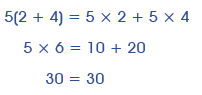 5(2 + 4) = 5 × 2 + 5 × 4
5 × 6 = 10 + 20
30 = 30